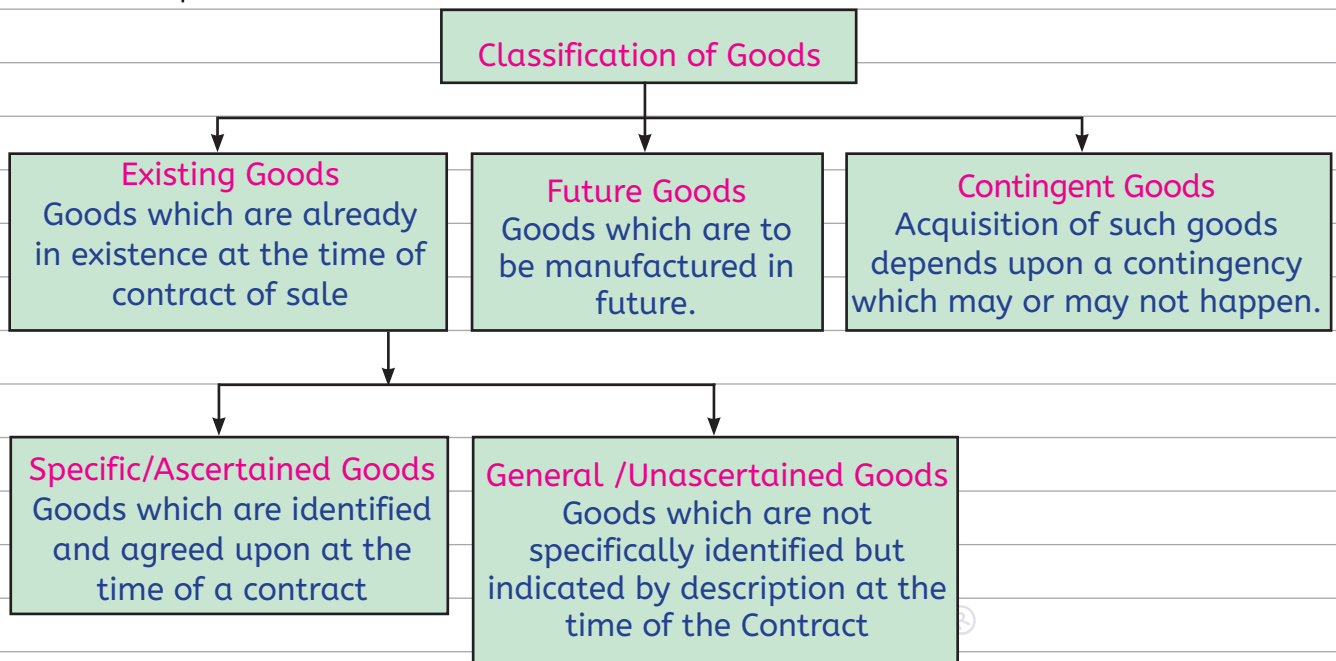 Classification of Goods
Existing Goods
Goods which are already
in existence at the time of
contract of sale
Future Goods
Goods which are to
be manufactured in
future.
Contingent Goods
Acquisition of such goods
depends upon a contingency
which may or may not happen.
Specific/Ascertained Goods
Goods which are identified
and agreed upon at the
time of a contract
General /Unascertained Goods
Goods which are not
specifically identified but
indicated by description at the
time of the Contract